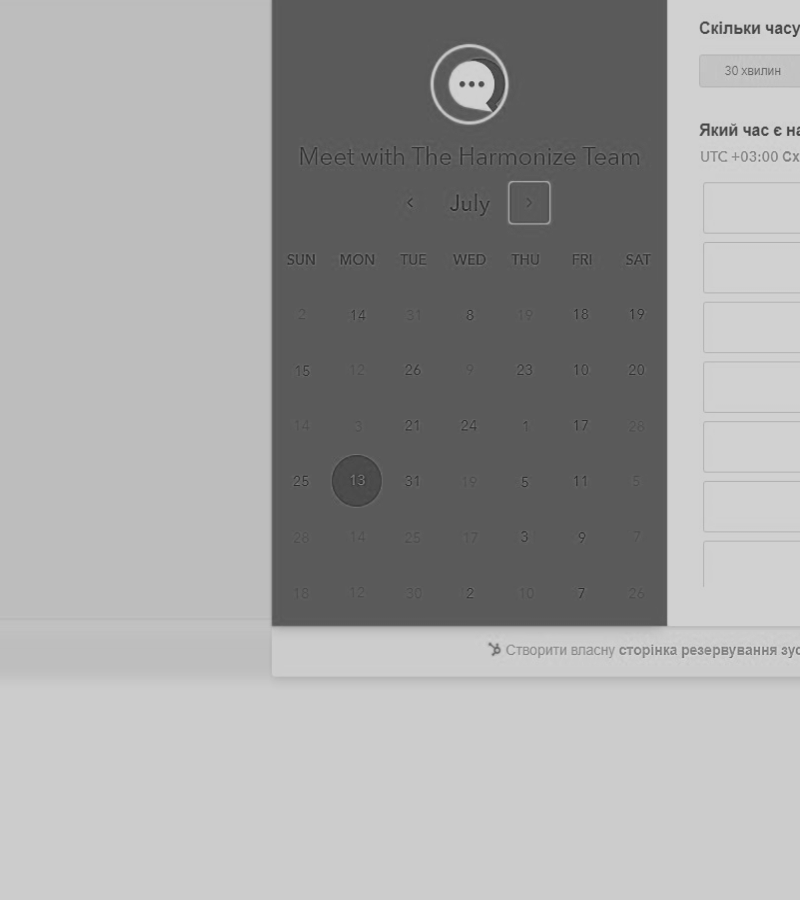 Скільки часу
30 хвилин
Meet with The Harmonize Team
Який час є на
UTC +03:00 Сх
July
SUN MON TUE WED THU FRI SAT
2 14 31 8 19 18 19
15 12 26 9 23 10 20
14 3 21 24 1 17 28
25 13 31 19 5 11 5
28 14 25 17 3 9 7
18 12 30 2 10 7 26
Створити власну сторінка резервування зус